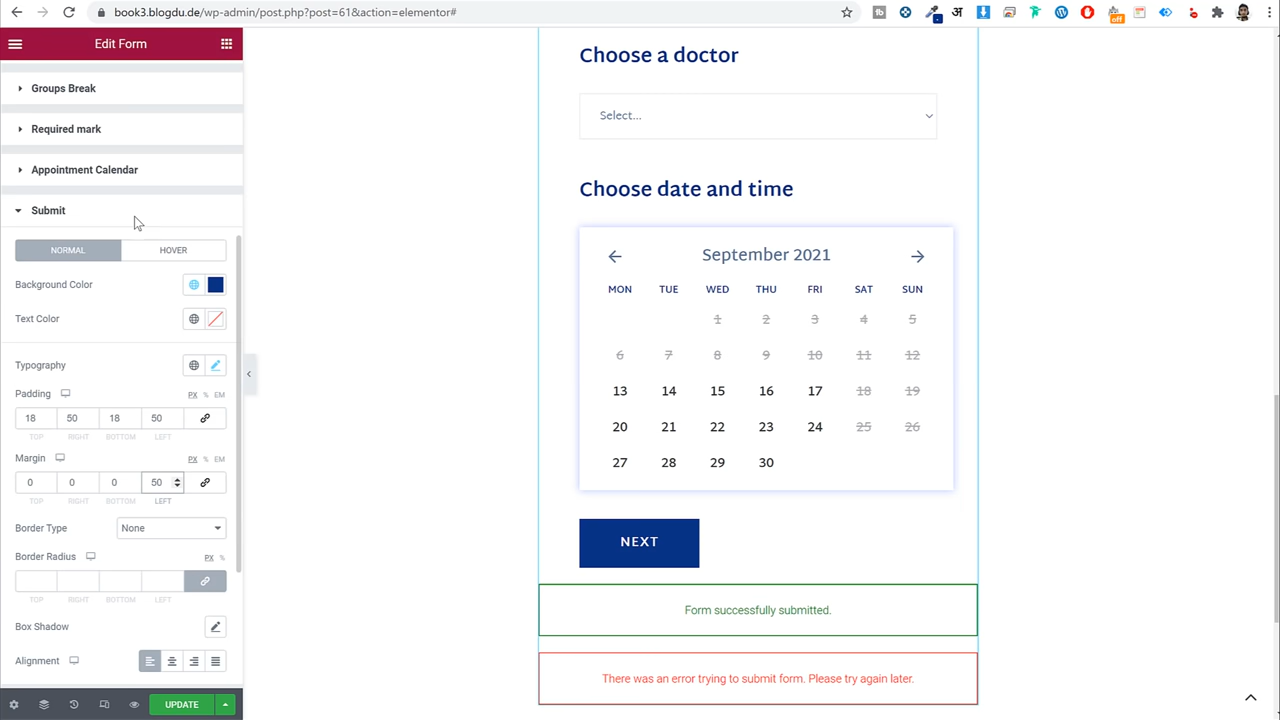 book3.blogdu.de/wp-admin/post.php?post=61&action=elementor#
अ
off
Edit Form
Groups Break
Required mark
Appointment Calendar
Submit
NORMAL HOVER
Background Color
Text Color
Typography
Padding PX % EM
18 50 18 50
TOP RIGHT BOTTOM LEFT
Margin PX % EM
0 0 0 50
TOP RIGHT BOTTOM LEFT
Border Type None
Border Radius PX %
TOP RIGHT BOTTOM LEFT
Box Shadow
Alignment
UPDATE
Choose a doctor
Select...
Choose date and time
September 2021
MON TUE WED THU FRI SAT SUN
1 2 3 4 5
6 7 8 9 10 11 12
13 14 15 16 17 18 19
20 21 22 23 24 25 26
27 28 29 30
NEXT
Form successfully submitted.
There was an error trying to submit form. Please try again later.